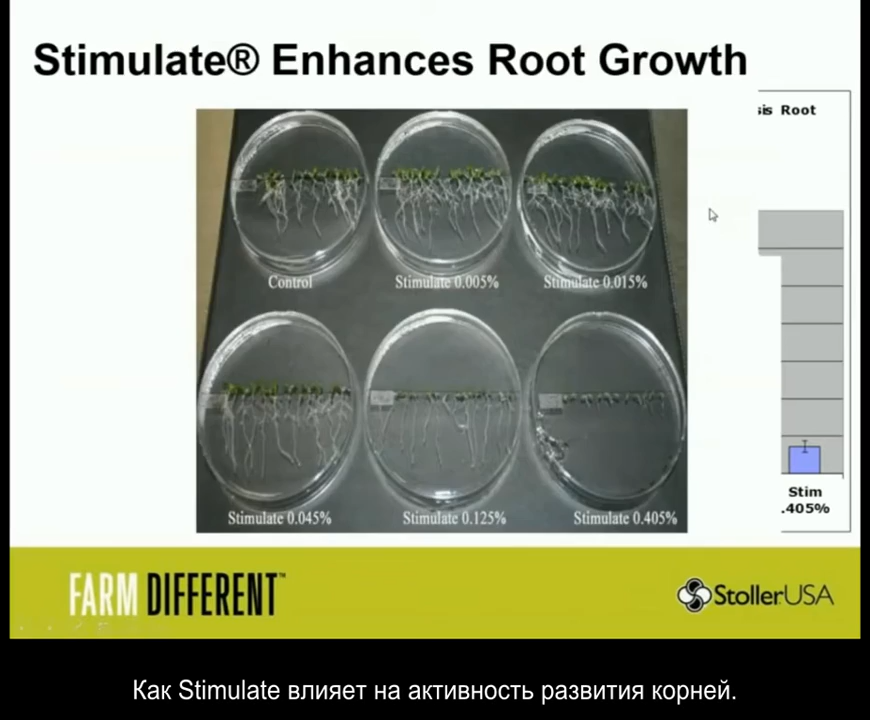 Stimulate® Enhances Root Growth
sis Root
Control
Stimulate 0.005%
Stimulate 0.015%
Stimulate 0.045%
Stimulate 0.125%
Stimulate 0.405%
Stim
.405%
FARM DIFFERENT™
StollerUSA
Как Stimulate влияет на активность развития корней.